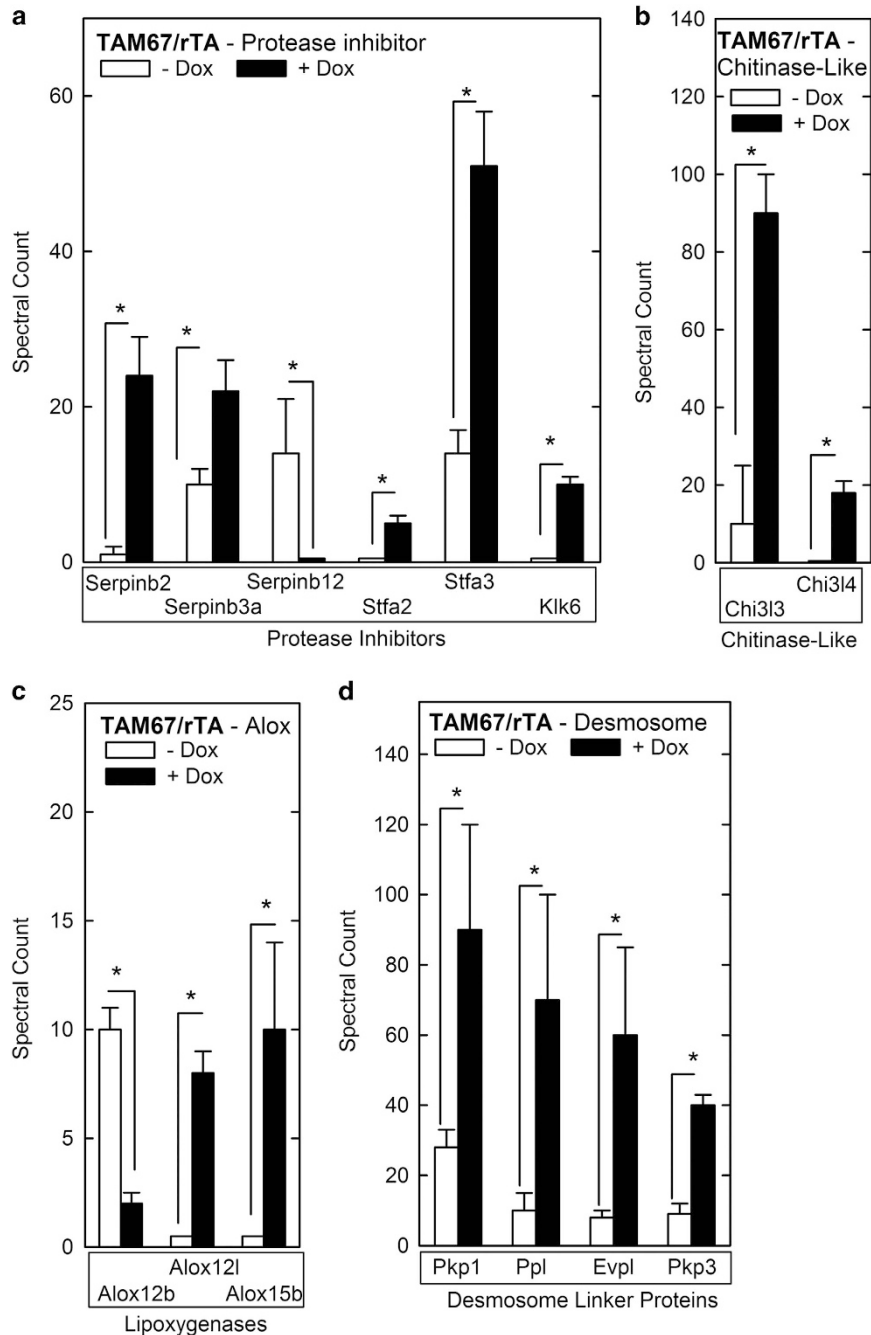 a
TAM67/rTA - Protease inhibitor
- Dox + Dox
60
40
20
0
Spectral Count
* * * * * *
Serpinb2 Serpinb12 Stfa3
Serpinb3a Stfa2 Klk6
Protease Inhibitors
b
140
120
100
80
60
40
20
0
TAM67/rTA -
Chitinase-Like
- Dox
+ Dox
Spectral Count
* *
Chi3l4
Chi3l3
Chitinase-Like
c
25
20
15
10
5
0
TAM67/rTA - Alox
- Dox
+ Dox
Spectral Count
* * *
Alox12l
Alox12b Alox15b
Lipoxygenases
d
140
120
100
80
60
40
20
0
TAM67/rTA - Desmosome
- Dox + Dox
Spectral Count
* * * *
Pkp1 Ppl Evpl Pkp3
Desmosome Linker Proteins